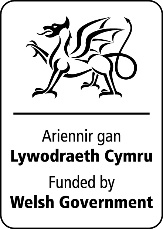 Ariennir gan
Lywodraeth Cymru
Funded by
Welsh Government